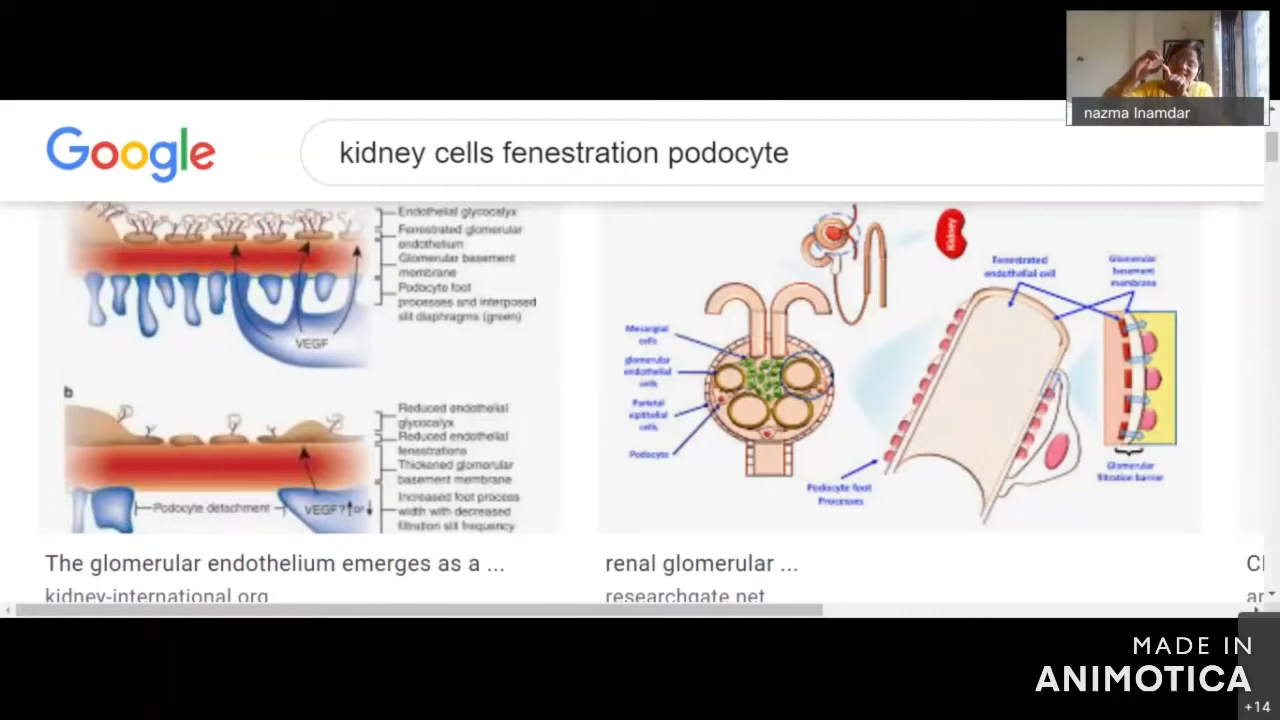 nazma Inamdar
Google
kidney cells fenestration podocyte
Endothelial glycocalyx
Fenestrated glomerular
endothelium
Glomerular basement
membrane
Podocyte foot
processes and interposed
slit diaphragms (green)
VEGF
b
Reduced endothelial
glycocalyx
Reduced endothelial
fenestrations
Thickened glomerular
basement membrane
Increased foot process
width with decreased
filtration slit frequency
Podocyte detachment
VEGF?↑or↓
Kidney
Fenestrated
endothelial cell
Glomerular
basement
membrane
Mesangial
cells
glomerular
endothelial
cells
Parietal
epithelial
cells
Podocyte
Podocyte foot
Processes
Glomerular
filtration barrier
The glomerular endothelium emerges as a ...
kidney-international.org
renal glomerular ...
researchgate.net
MADE IN
ANIMOTICA
+14